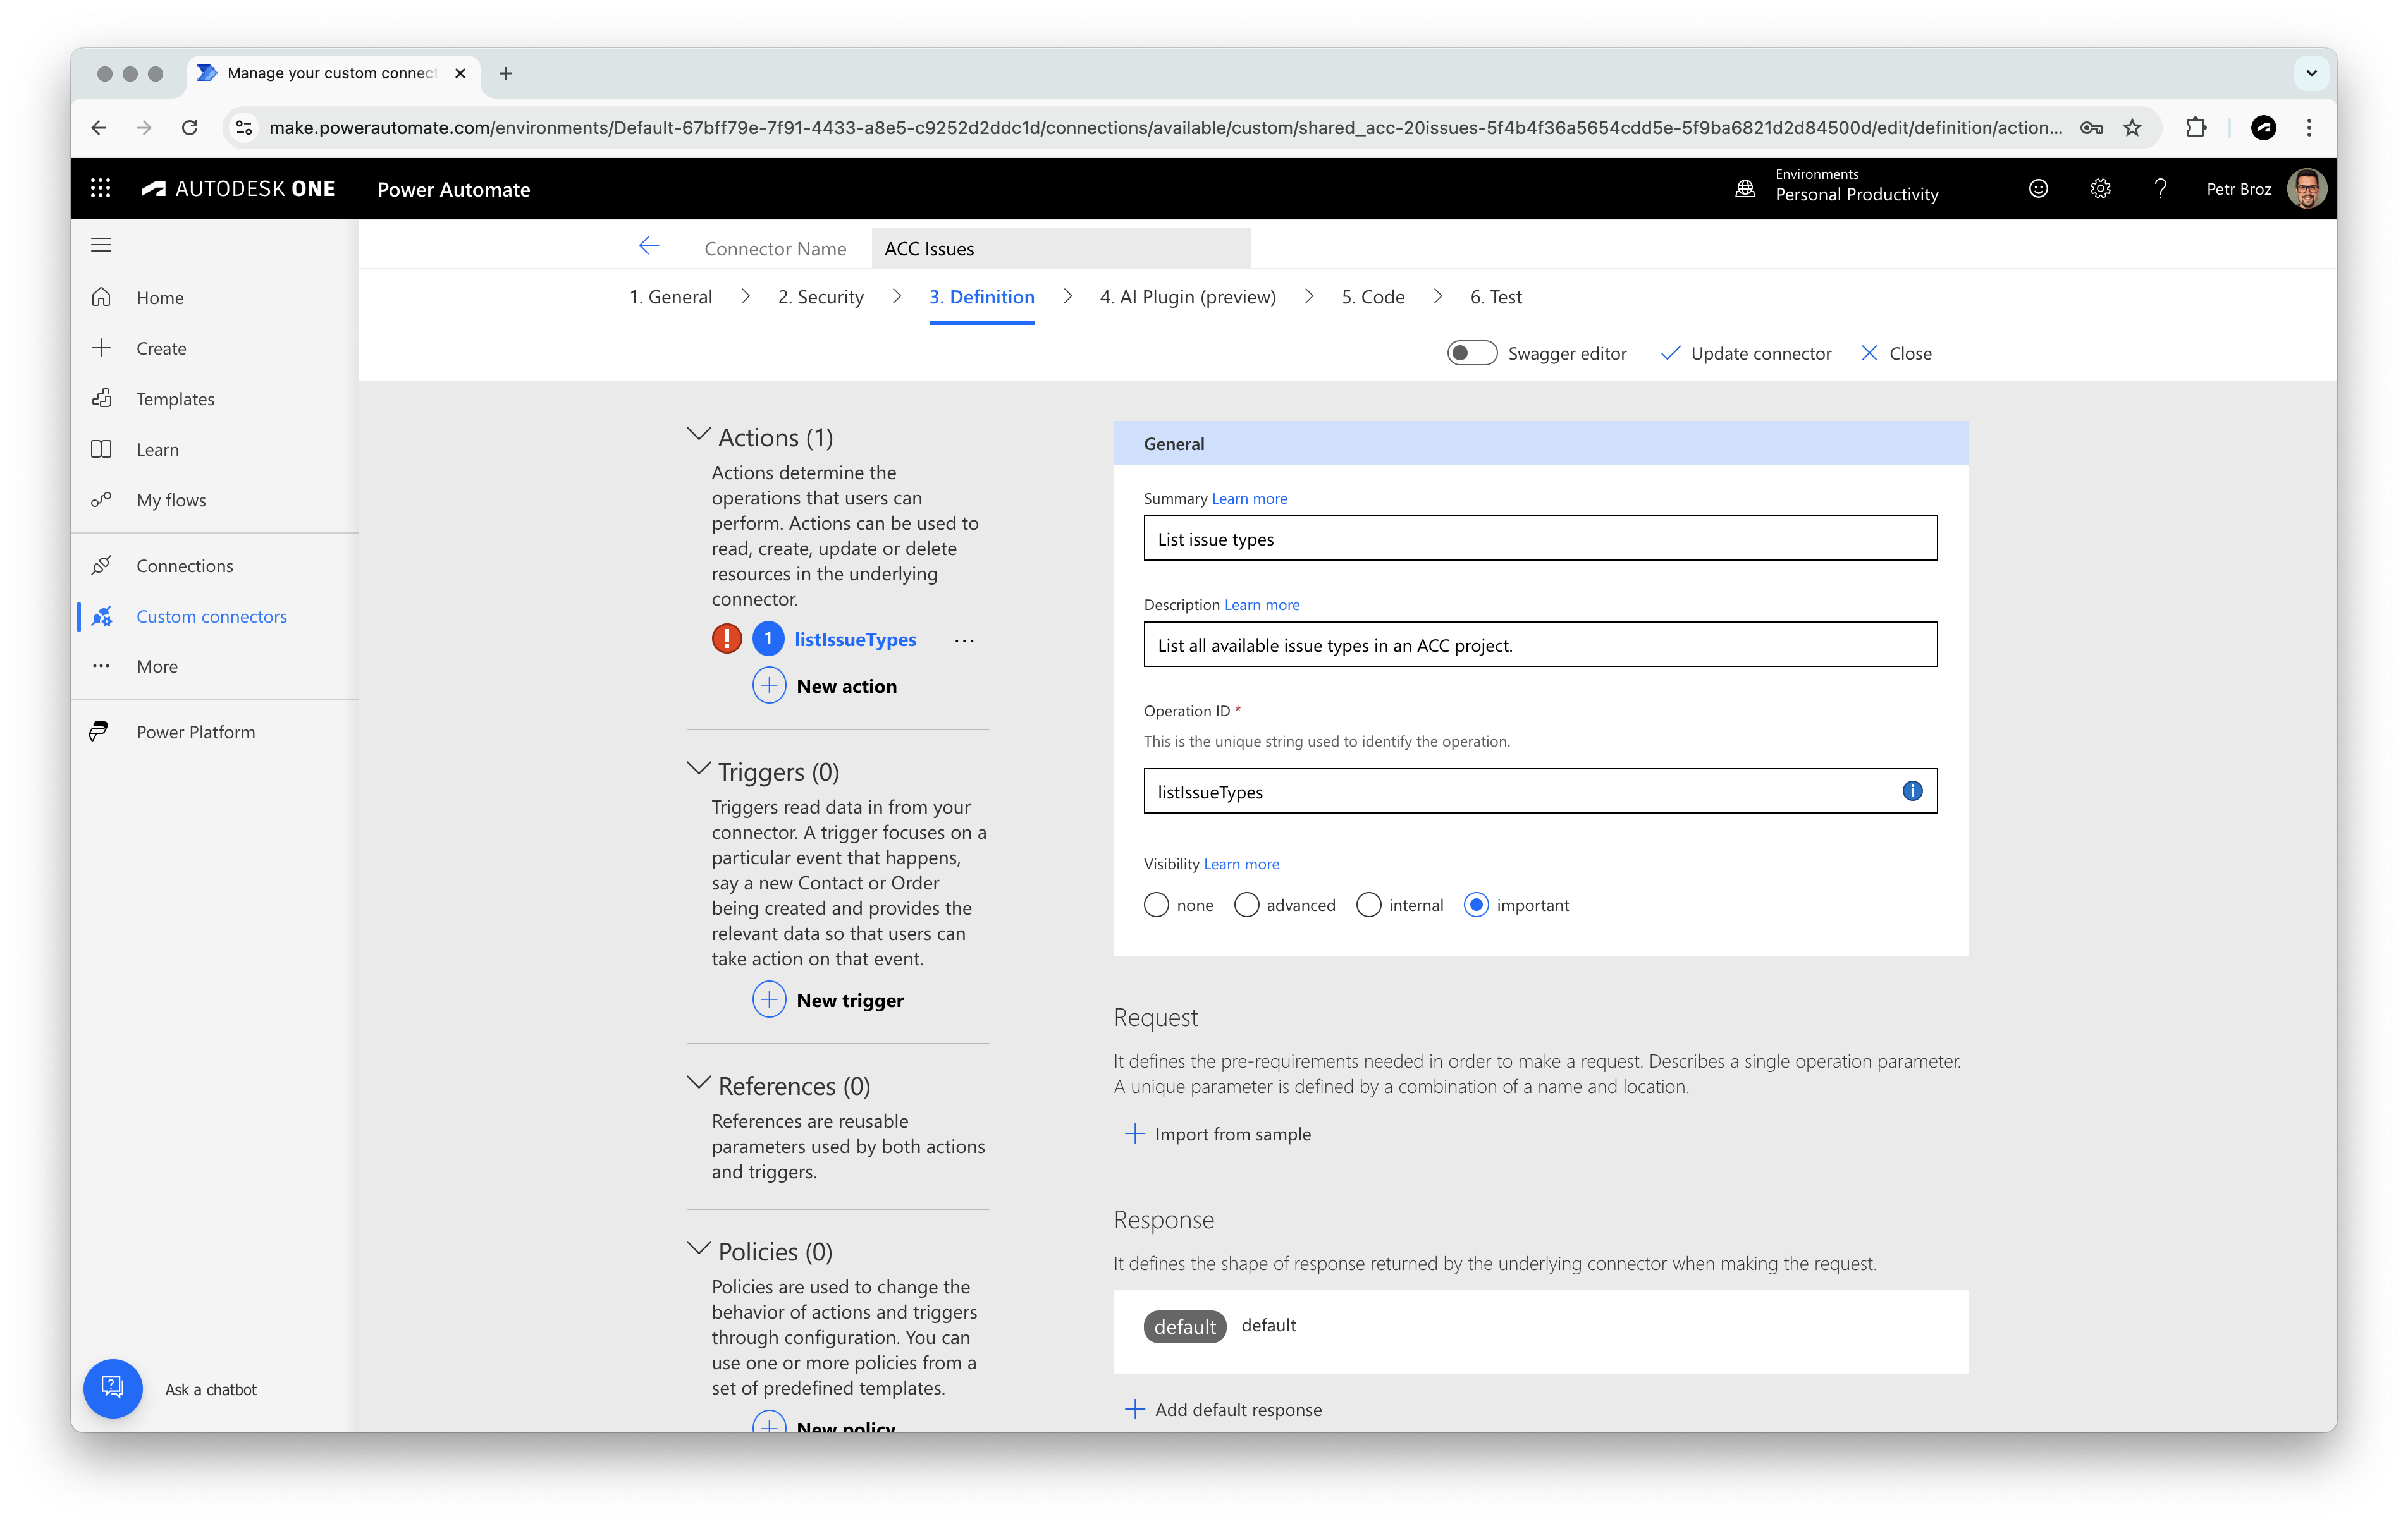 Manage your custom connect
make.powerautomate.com/environments/Default-67bff79e-7f91-4433-a8e5-c9252d2ddc1d/connections/available/custom/shared_acc-20issues-5f4b4f36a5654cdd5e-5f9ba6821d2d84500d/edit/definition/action...
AUTODESK ONE
Power Automate
Environments
Personal Productivity
Petr Broz
Connector Name
ACC Issues
Home
Create
Templates
Learn
My flows
Connections
Custom connectors
More
Power Platform
Ask a chatbot
1. General
2. Security
3. Definition
4. AI Plugin (preview)
5. Code
6. Test
Swagger editor
Update connector
Close
Actions (1)
Actions determine the
operations that users can
perform. Actions can be used to
read, create, update or delete
resources in the underlying
connector.
1
listIssueTypes
...
New action
Triggers (0)
Triggers read data in from your
connector. A trigger focuses on a
particular event that happens,
say a new Contact or Order
being created and provides the
relevant data so that users can
take action on that event.
New trigger
References (0)
References are reusable
parameters used by both actions
and triggers.
Policies (0)
Policies are used to change the
behavior of actions and triggers
through configuration. You can
use one or more policies from a
set of predefined templates.
New policy
General
Summary Learn more
List issue types
Description Learn more
List all available issue types in an ACC project.
Operation ID *
This is the unique string used to identify the operation.
listIssueTypes
Visibility Learn more
none
advanced
internal
important
Request
It defines the pre-requirements needed in order to make a request. Describes a single operation parameter.
A unique parameter is defined by a combination of a name and location.
Import from sample
Response
It defines the shape of response returned by the underlying connector when making the request.
default
default
Add default response